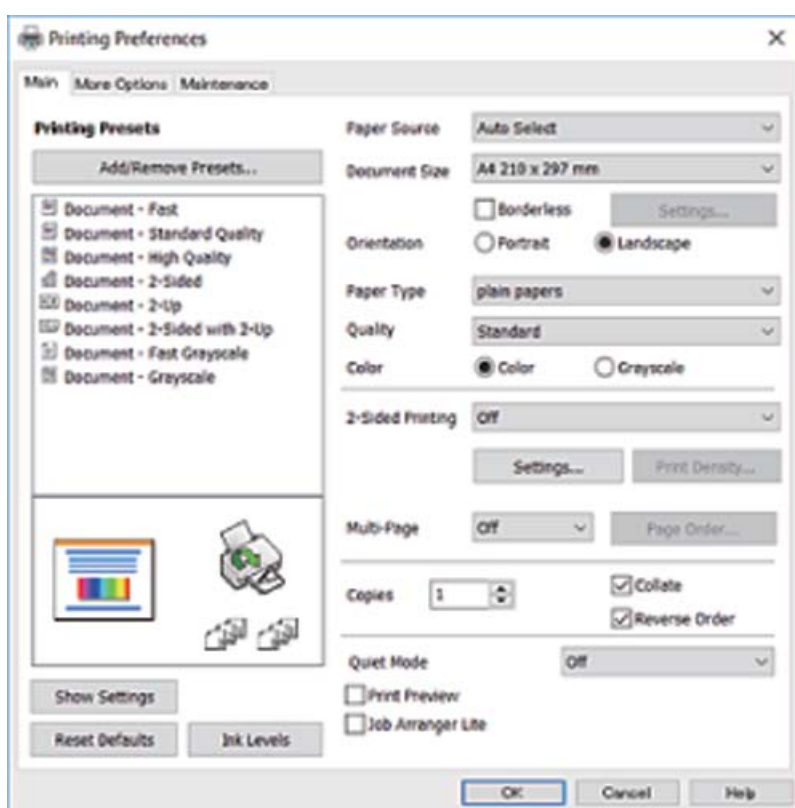 Printing Preferences
Main More Options Maintenance
Printing Presets
Add/Remove Presets...
Document - Fast
Document - Standard Quality
Document - High Quality
Document - 2-Sided
Document - 2-Up
Document - 2-Sided with 2-Up
Document - Fast Grayscale
Document - Grayscale
Show Settings
Reset Defaults Ink Levels
Paper Source Auto Select
Document Size A4 210 x 297 mm
Borderless Settings...
Orientation Portrait Landscape
Paper Type plain papers
Quality Standard
Color Color Grayscale
2-Sided Printing Off
Settings... Print Density...
Multi-Page Off Page Order...
Copies 1 Collate
Reverse Order
Quiet Mode Off
Print Preview
Job Arranger Lite
OK Cancel Help